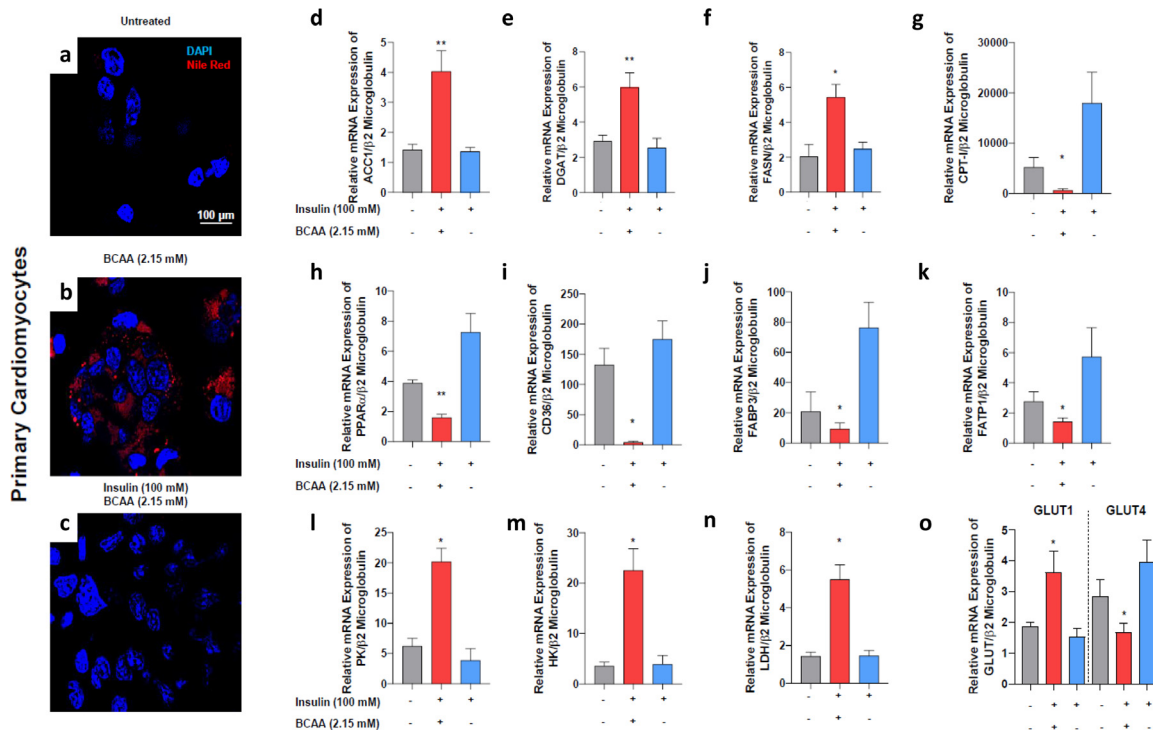 Primary Cardiomyocytes
Untreated
a
DAPI
Nile Red
100 µm
BCAA (2.15 mM)
b
Insulin (100 mM)
BCAA (2.15 mM)
c
d
Relative mRNA Expression of
ACC1/β2 Microglobulin
5
4
3
2
1
0
**
e
Relative mRNA Expression of
DGAT/β2 Microglobulin
8
6
4
2
0
**
f
Relative mRNA Expression of
FASN/β2 Microglobulin
8
6
4
2
0
*
g
Relative mRNA Expression of
CPT-I/β2 Microglobulin
30000
20000
10000
0
*
Insulin (100 mM) - + + - + + - + + - + +
BCAA (2.15 mM) - + - - + - - + - - + -
h
Relative mRNA Expression of
PPARα/β2 Microglobulin
10
8
6
4
2
0
**
i
Relative mRNA Expression of
CD36/β2 Microglobulin
250
200
150
100
50
0
*
j
Relative mRNA Expression of
FABP3/β2 Microglobulin
100
80
60
40
20
0
*
k
Relative mRNA Expression of
FATP1/β2 Microglobulin
10
8
6
4
2
0
*
Insulin (100 mM) - + + - + + - + + - + +
BCAA (2.15 mM) - + - - + - - + - - + -
l
Relative mRNA Expression of
PK/β2 Microglobulin
25
20
15
10
5
0
*
m
Relative mRNA Expression of
HK/β2 Microglobulin
30
20
10
0
*
n
Relative mRNA Expression of
LDH/β2 Microglobulin
8
6
4
2
0
*
o
GLUT1 GLUT4
Relative mRNA Expression of
GLUT/β2 Microglobulin
5
4
3
2
1
0
*
*
Insulin (100 mM) - + + - + + - + + - + + - + +
BCAA (2.15 mM) - + - - + - - + - - + - - + -